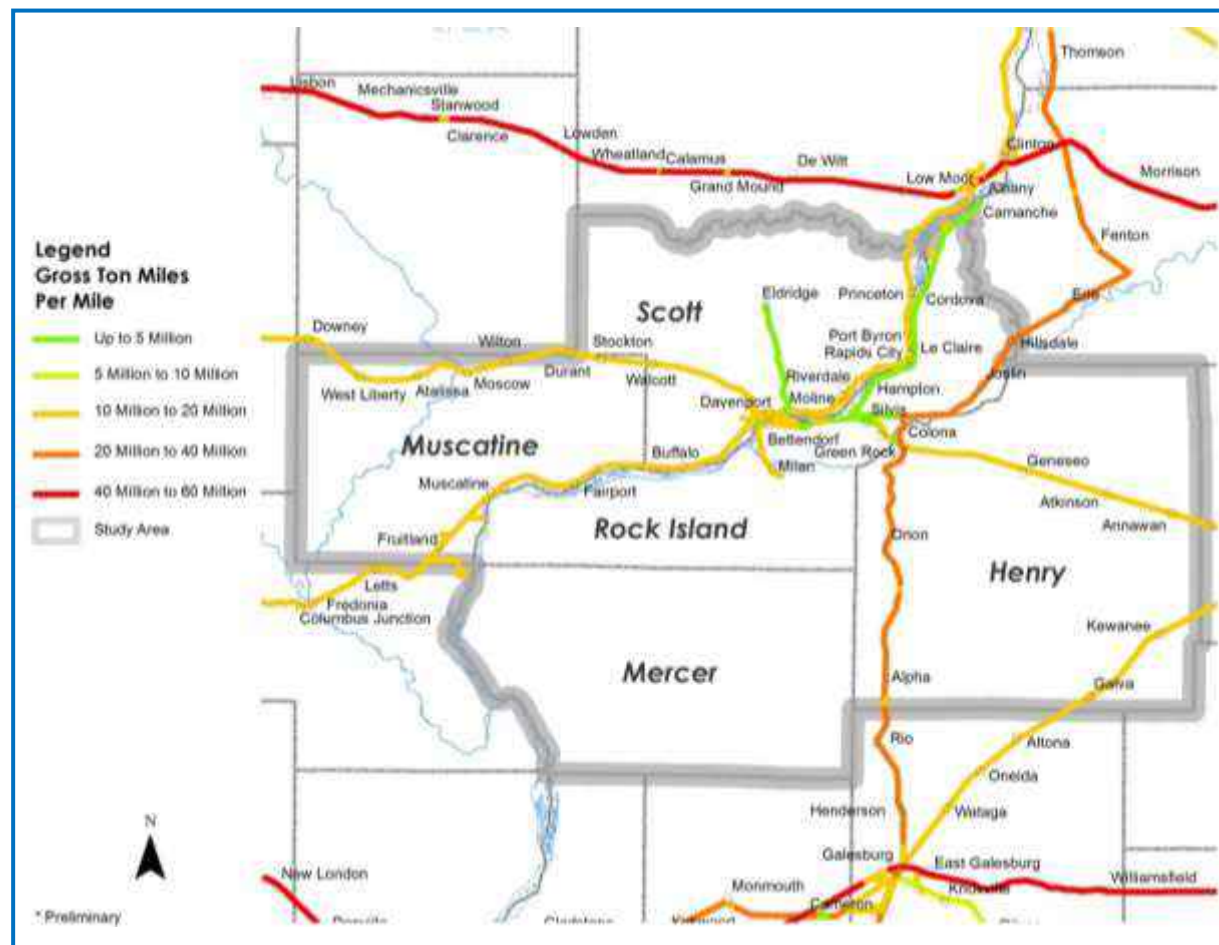 Legend
Gross Ton Miles
Per Mile
Up to 5 Million
5 Million to 10 Million
10 Million to 20 Million
20 Million to 40 Million
40 Million to 60 Million
Study Area
N
* Preliminary
Thomson
Lisbon
Mechanicsville
Stanwood
Clarence
Lowden
Wheatland
Calamus
Grand Mound
De Witt
Clinton
Low Moor
Albany
Camanche
Morrison
Fenton
Erie
Hillsdale
Joslin
Eldridge
Scott
Princeton
Cordova
Port Byron
Rapids City
Le Claire
Riverdale
Hampton
Downey
Wilton
Stockton
Durant
Walcott
West Liberty
Atalissa
Moscow
Davenport
Moline
Silvis
Bettendorf
Colona
Green Rock
Milan
Geneseo
Atkinson
Annawan
Muscatine
Buffalo
Muscatine
Fairport
Fruitland
Rock Island
Orion
Henry
Letts
Fredonia
Columbus Junction
Kewanee
Mercer
Alpha
Galva
Rio
Altona
Oneida
Henderson
Wataga
Galesburg
East Galesburg
New London
Monmouth
Knoxville
Williamsfield
Cameron